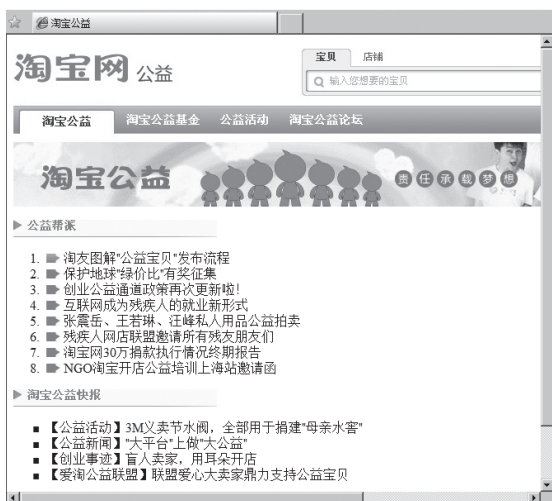 淘宝公益
淘宝网 公益
宝贝 店铺
输入您想要的宝贝
淘宝公益 淘宝公益基金 公益活动 淘宝公益论坛
淘宝公益 责任承载梦想
公益帮派
1. 淘友图解"公益宝贝"发布流程
2. 保护地球"绿价比"有奖征集
3. 创业公益通道政策再次更新啦!
4. 互联网成为残疾人的就业新形式
5. 张震岳、王若琳、汪峰私人用品公益拍卖
6. 残疾人网店联盟邀请所有残友朋友们
7. 淘宝网30万捐款执行情况终期报告
8. NGO淘宝开店公益培训上海站邀请函
淘宝公益快报
■ 【公益活动】3M义卖节水阀，全部用于捐建"母亲水窖"
■ 【公益新闻】"大平台"上做"大公益"
■ 【创业事迹】盲人卖家，用耳朵开店
■ 【爱淘公益联盟】联盟爱心大卖家鼎力支持公益宝贝